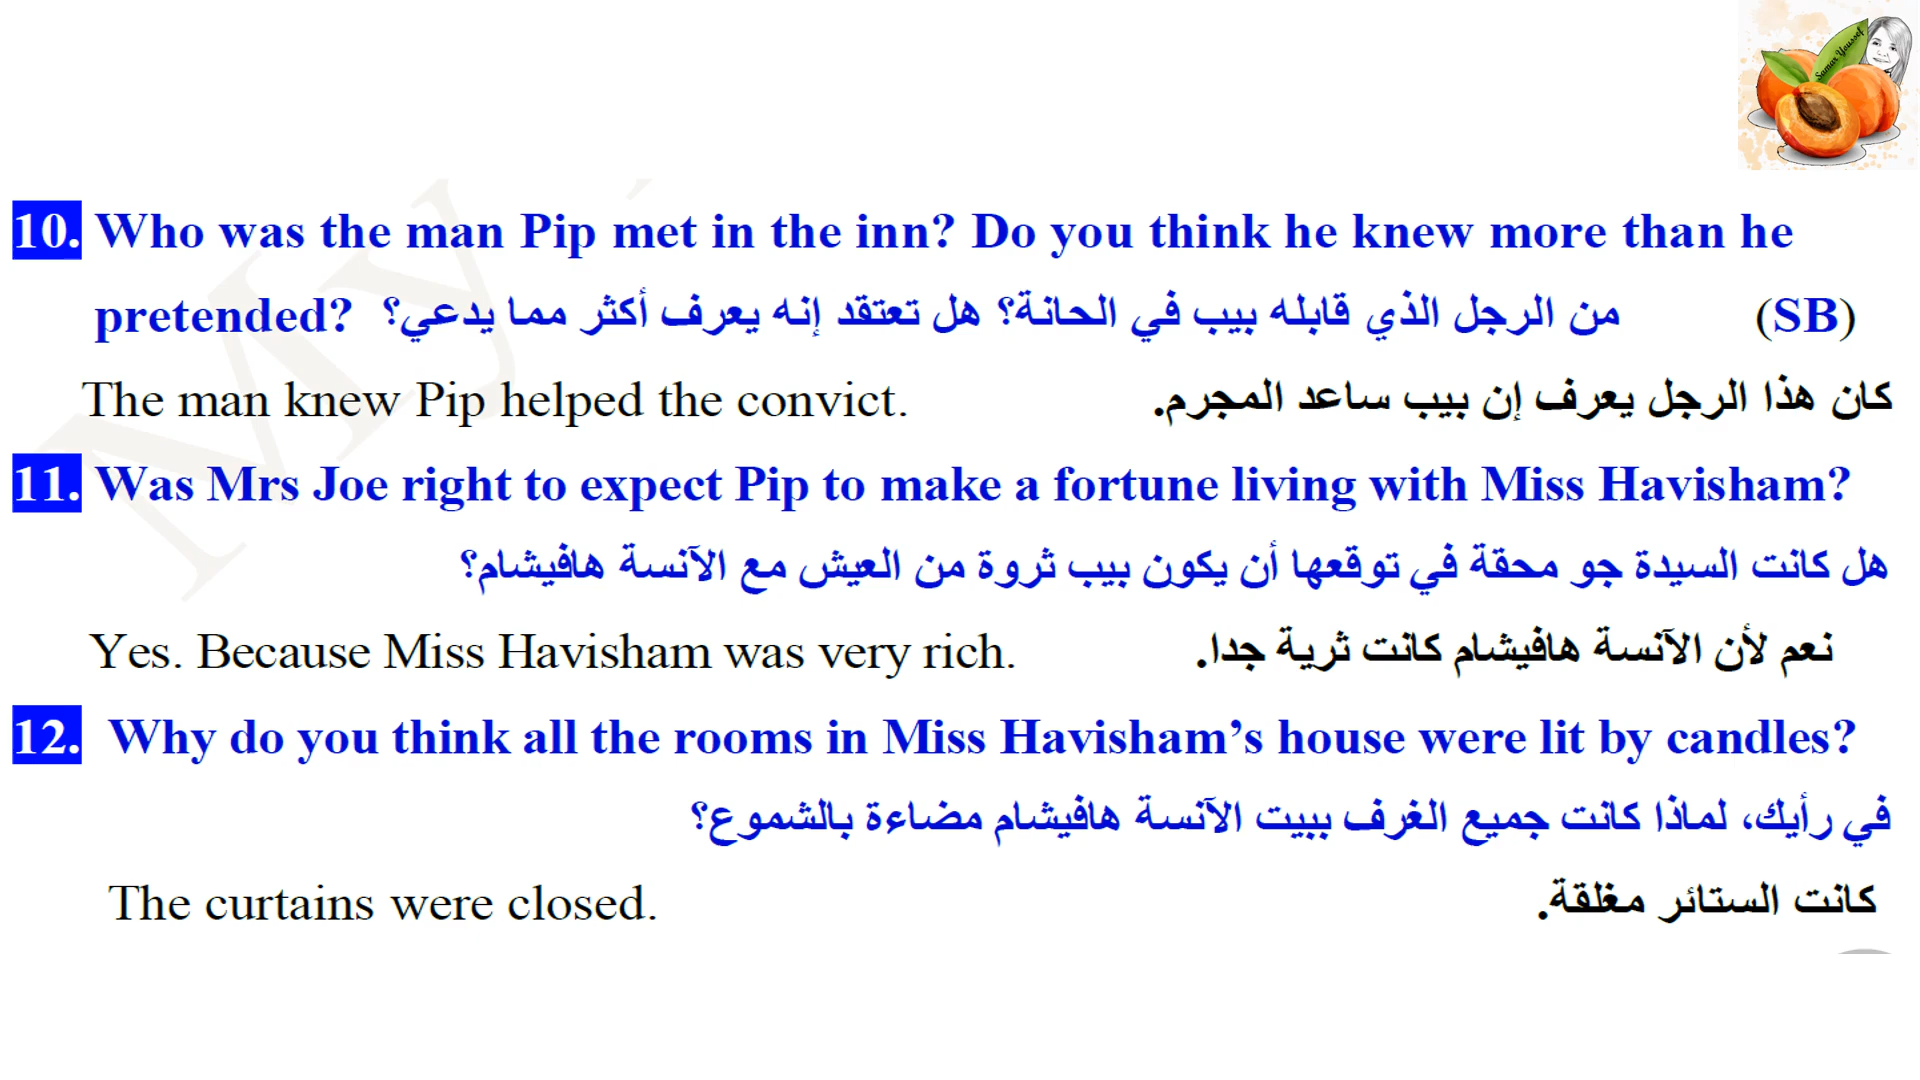 Samar Youssef
10. Who was the man Pip met in the inn? Do you think he knew more than he
pretended? من الرجل الذي قابله بيب في الحانة؟ هل تعتقد إنه يعرف أكثر مما يدعي؟ (SB)
The man knew Pip helped the convict. كان هذا الرجل يعرف إن بيب ساعد المجرم.
11. Was Mrs Joe right to expect Pip to make a fortune living with Miss Havisham?
هل كانت السيدة جو محقة في توقعها أن يكون بيب ثروة من العيش مع الآنسة هافيشام؟
Yes. Because Miss Havisham was very rich. نعم لأن الآنسة هافيشام كانت ثرية جدا.
12. Why do you think all the rooms in Miss Havisham’s house were lit by candles?
في رأيك، لماذا كانت جميع الغرف ببيت الآنسة هافيشام مضاءة بالشموع؟
The curtains were closed. كانت الستائر مغلقة.
My